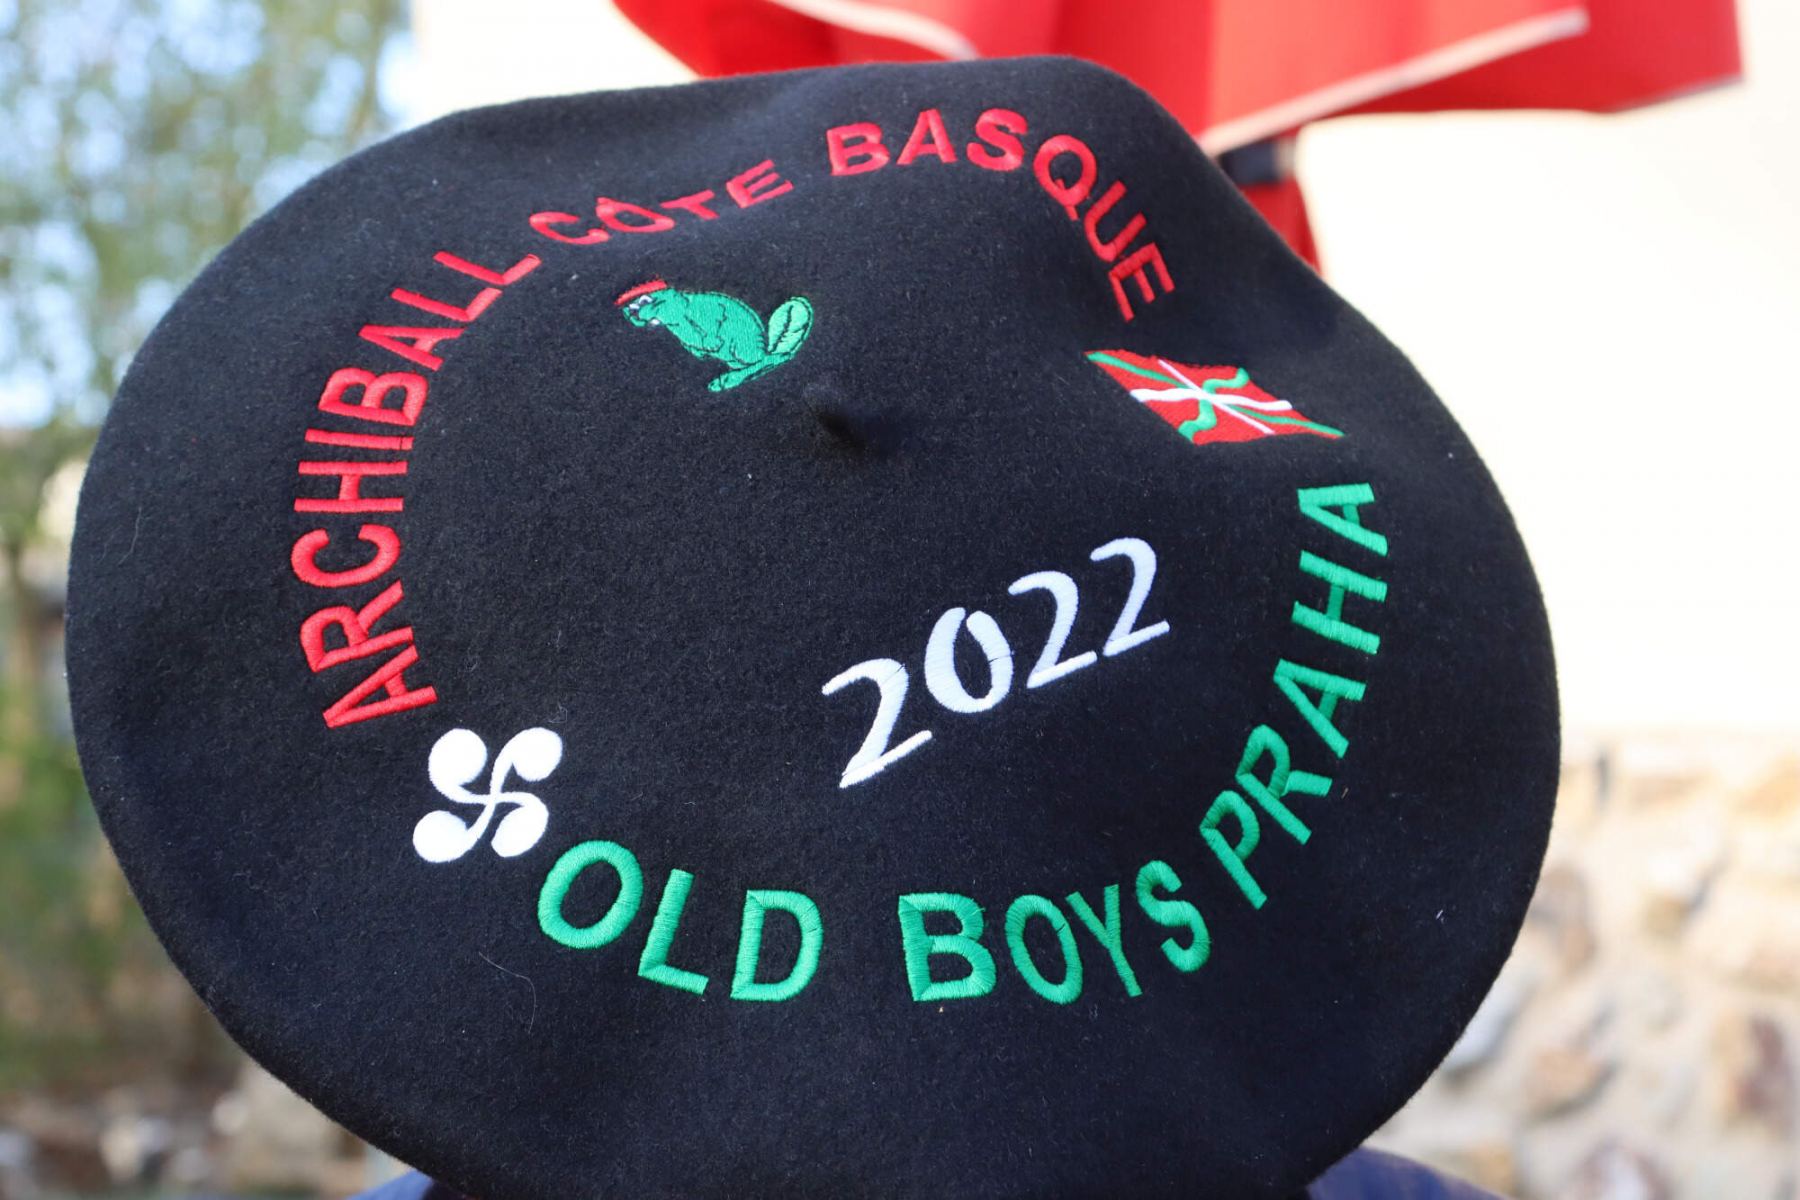 ARCHIBALL CÔTE BASQUE
2022
OLD BOYS PRAHA